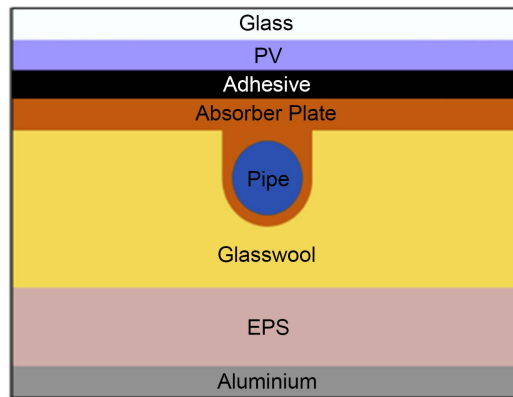 Glass
PV
Adhesive
Absorber Plate
Pipe
Glasswool
EPS
Aluminium